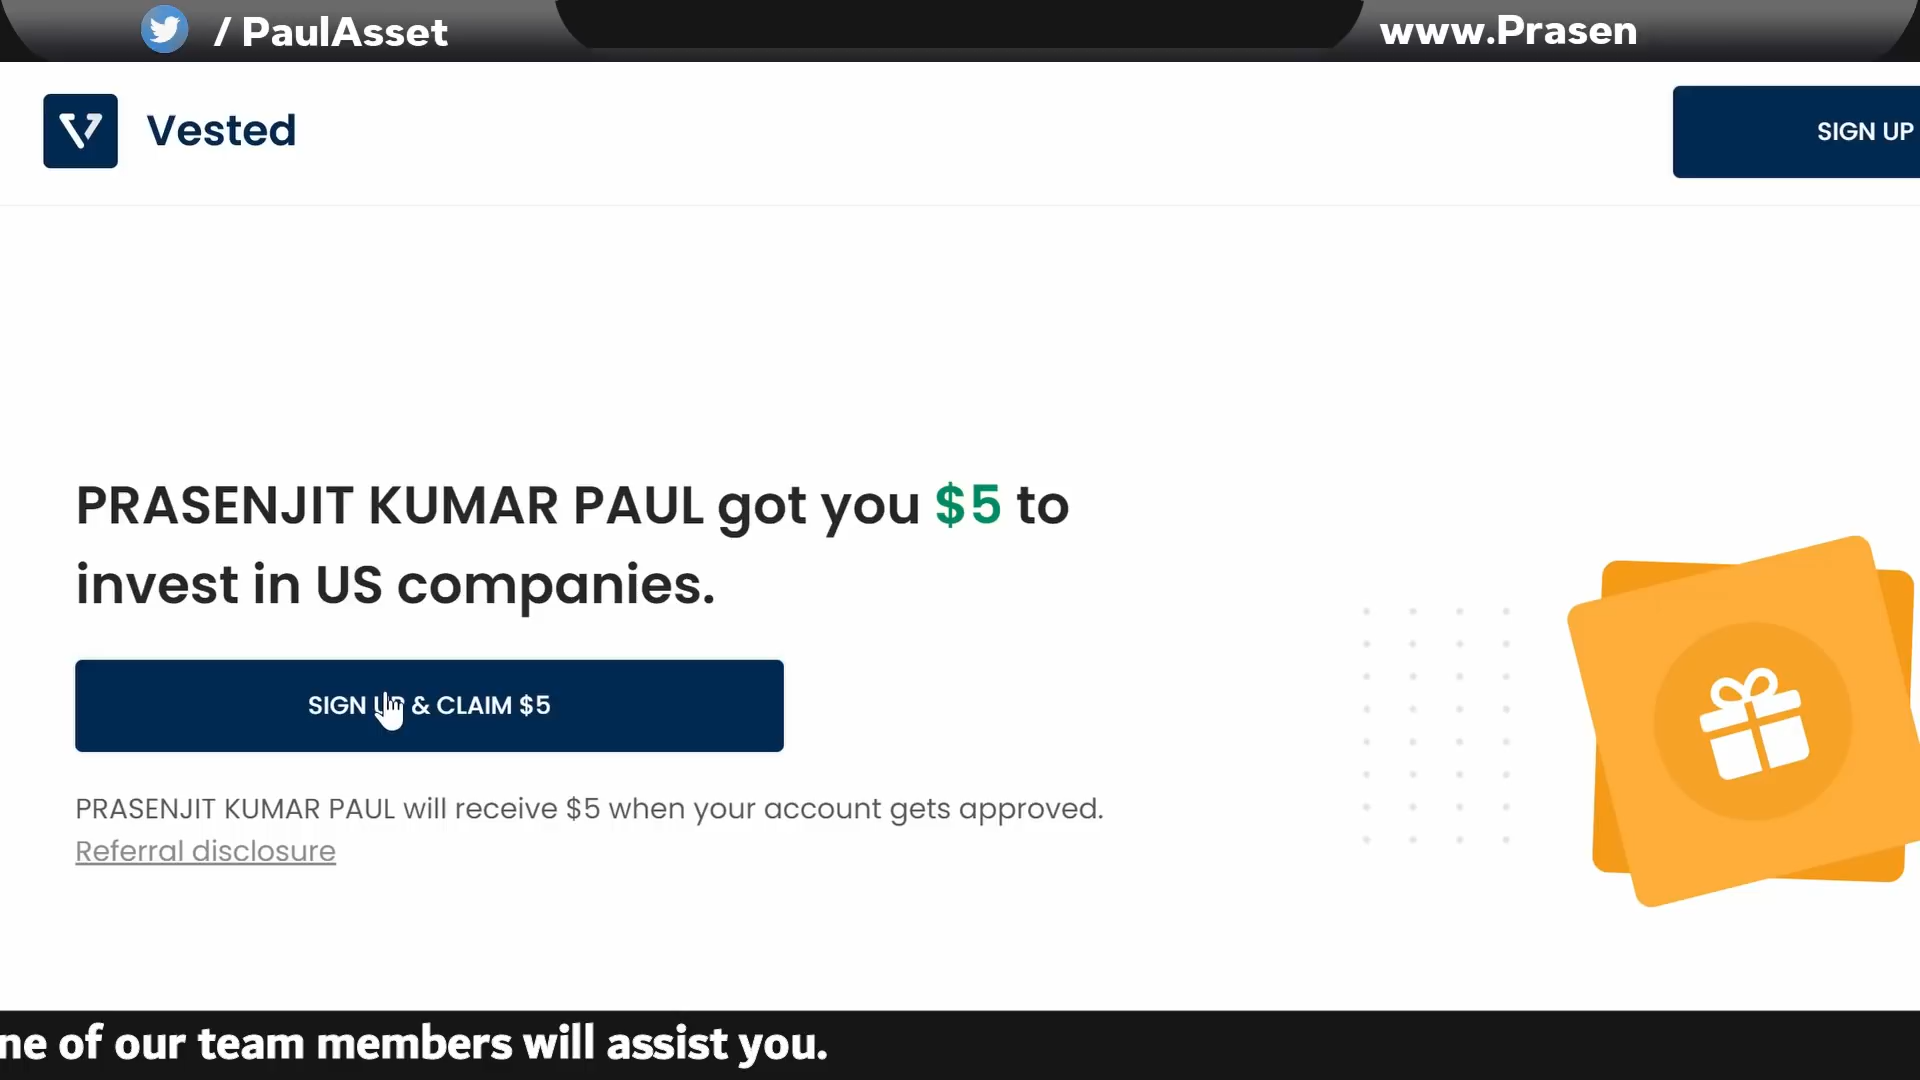 / PaulAsset
www.Prasen
Vested
SIGN UP
PRASENJIT KUMAR PAUL got you $5 to
invest in US companies.
SIGN UP & CLAIM $5
PRASENJIT KUMAR PAUL will receive $5 when your account gets approved.
Referral disclosure
ne of our team members will assist you.